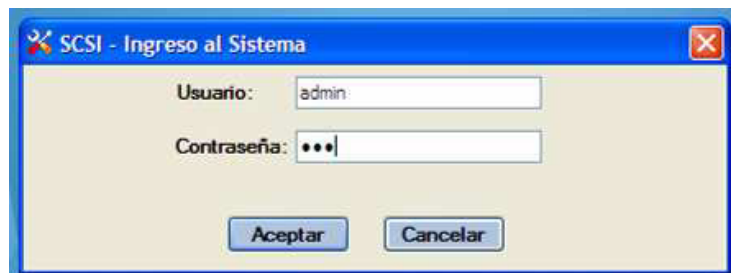 SCSI - Ingreso al Sistema
Usuario: admin
Contraseña: •••
Aceptar Cancelar